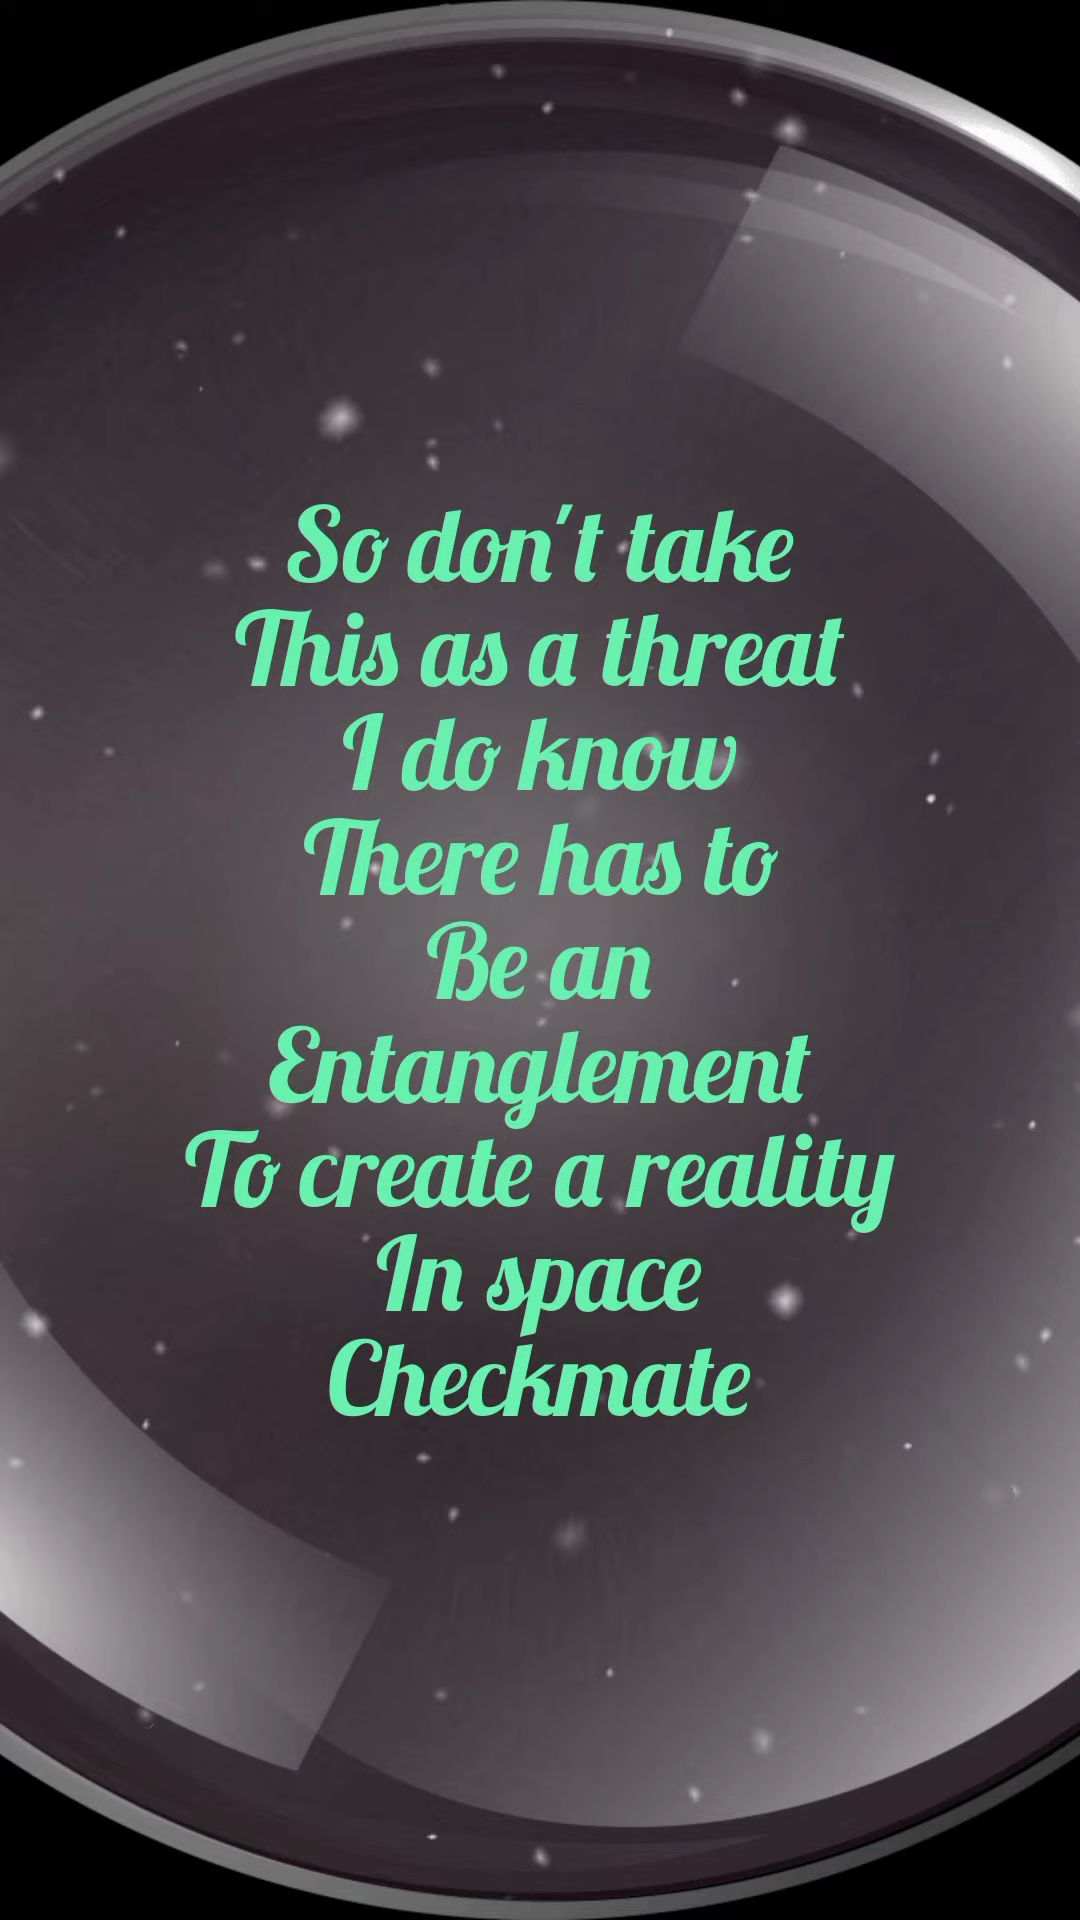 So don't take
This as a threat
I do know
There has to
Be an
Entanglement
To create a reality
In space
Checkmate